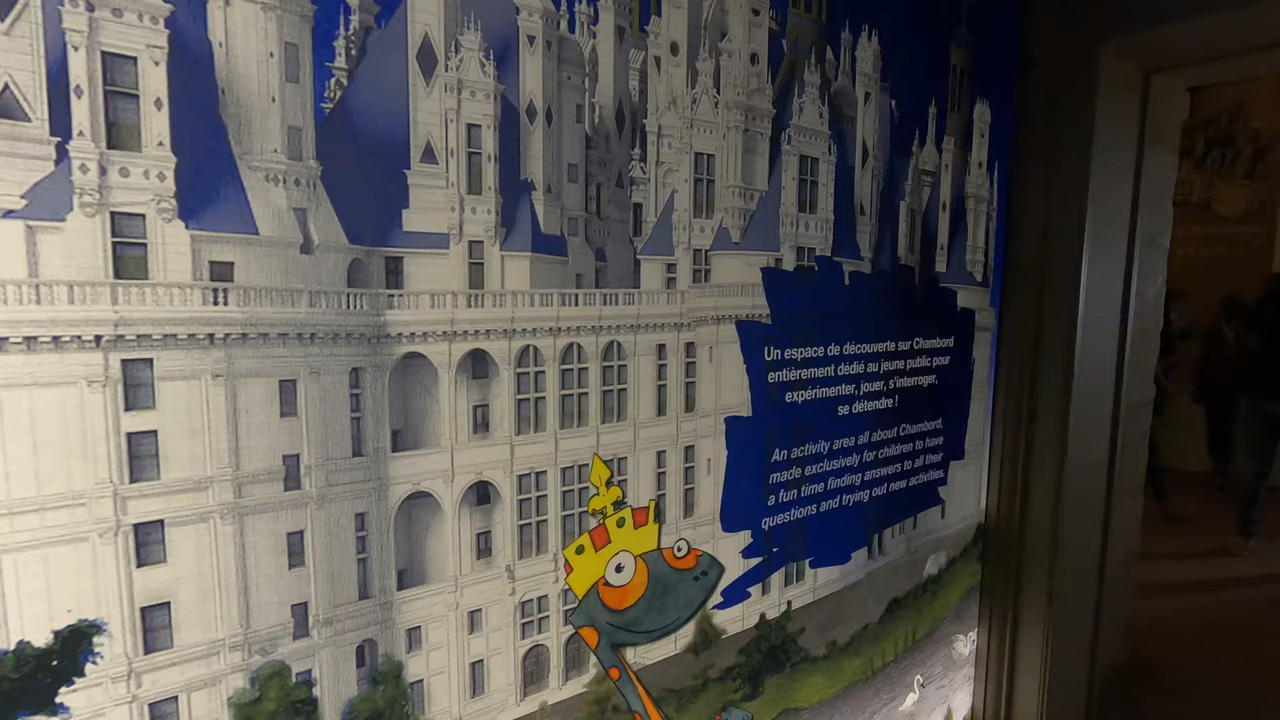 Un espace de découverte sur Chambord
entièrement dédié au jeune public pour
expérimenter, jouer, s'interroger,
se détendre !
An activity area all about Chambord,
made exclusively for children to have
a fun time finding answers to all their
questions and trying out new activities.